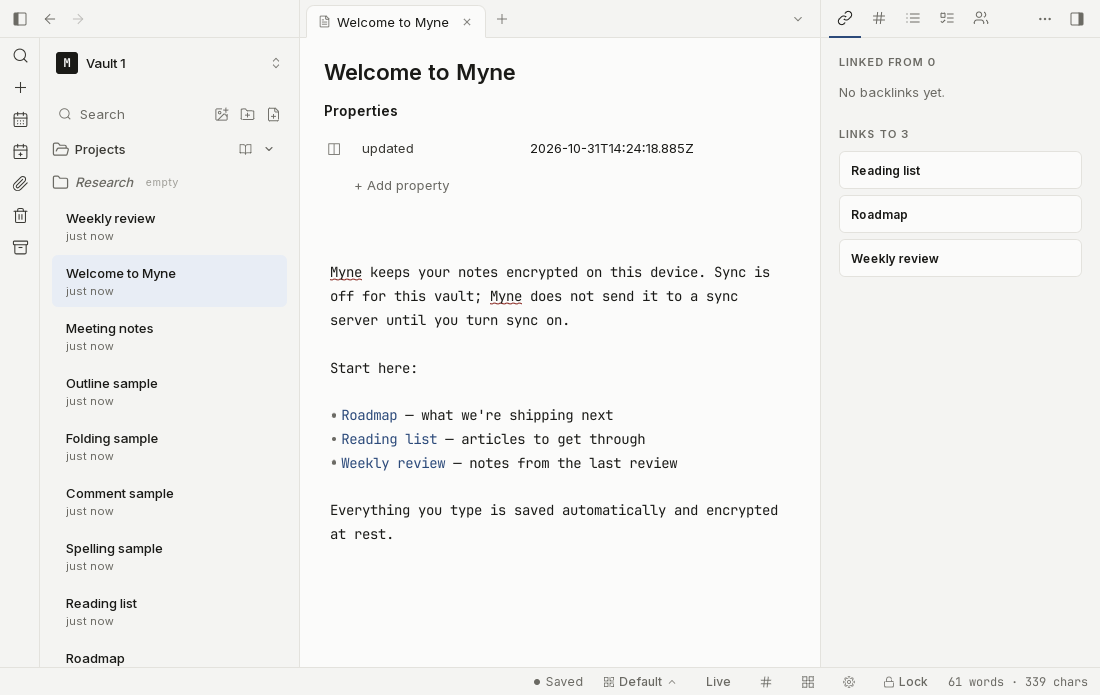 Welcome to Myne
M Vault 1
Search
Projects
Research empty
Weekly review
just now
Welcome to Myne
just now
Meeting notes
just now
Outline sample
just now
Folding sample
just now
Comment sample
just now
Spelling sample
just now
Reading list
just now
Roadmap
Welcome to Myne
Properties
updated 2026-10-31T14:24:18.885Z
+ Add property
Myne keeps your notes encrypted on this device. Sync is
off for this vault; Myne does not send it to a sync
server until you turn sync on.
Start here:
• Roadmap — what we're shipping next
• Reading list — articles to get through
• Weekly review — notes from the last review
Everything you type is saved automatically and encrypted
at rest.
LINKED FROM 0
No backlinks yet.
LINKS TO 3
Reading list
Roadmap
Weekly review
Saved Default Live Lock 61 words · 339 chars